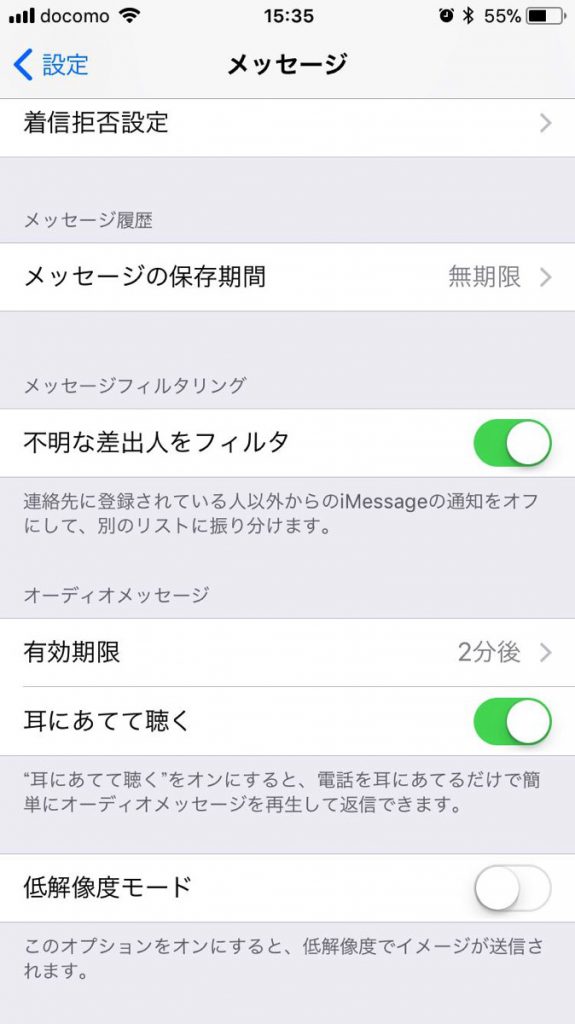 docomo 15:35 55%
設定 メッセージ
着信拒否設定
メッセージ履歴
メッセージの保存期間 無期限
メッセージフィルタリング
不明な差出人をフィルタ
連絡先に登録されている人以外からのiMessageの通知をオフ
にして、別のリストに振り分けます。
オーディオメッセージ
有効期限 2分後
耳にあてて聴く
“耳にあてて聴く”をオンにすると、電話を耳にあてるだけで簡
単にオーディオメッセージを再生して返信できます。
低解像度モード
このオプションをオンにすると、低解像度でイメージが送信さ
れます。